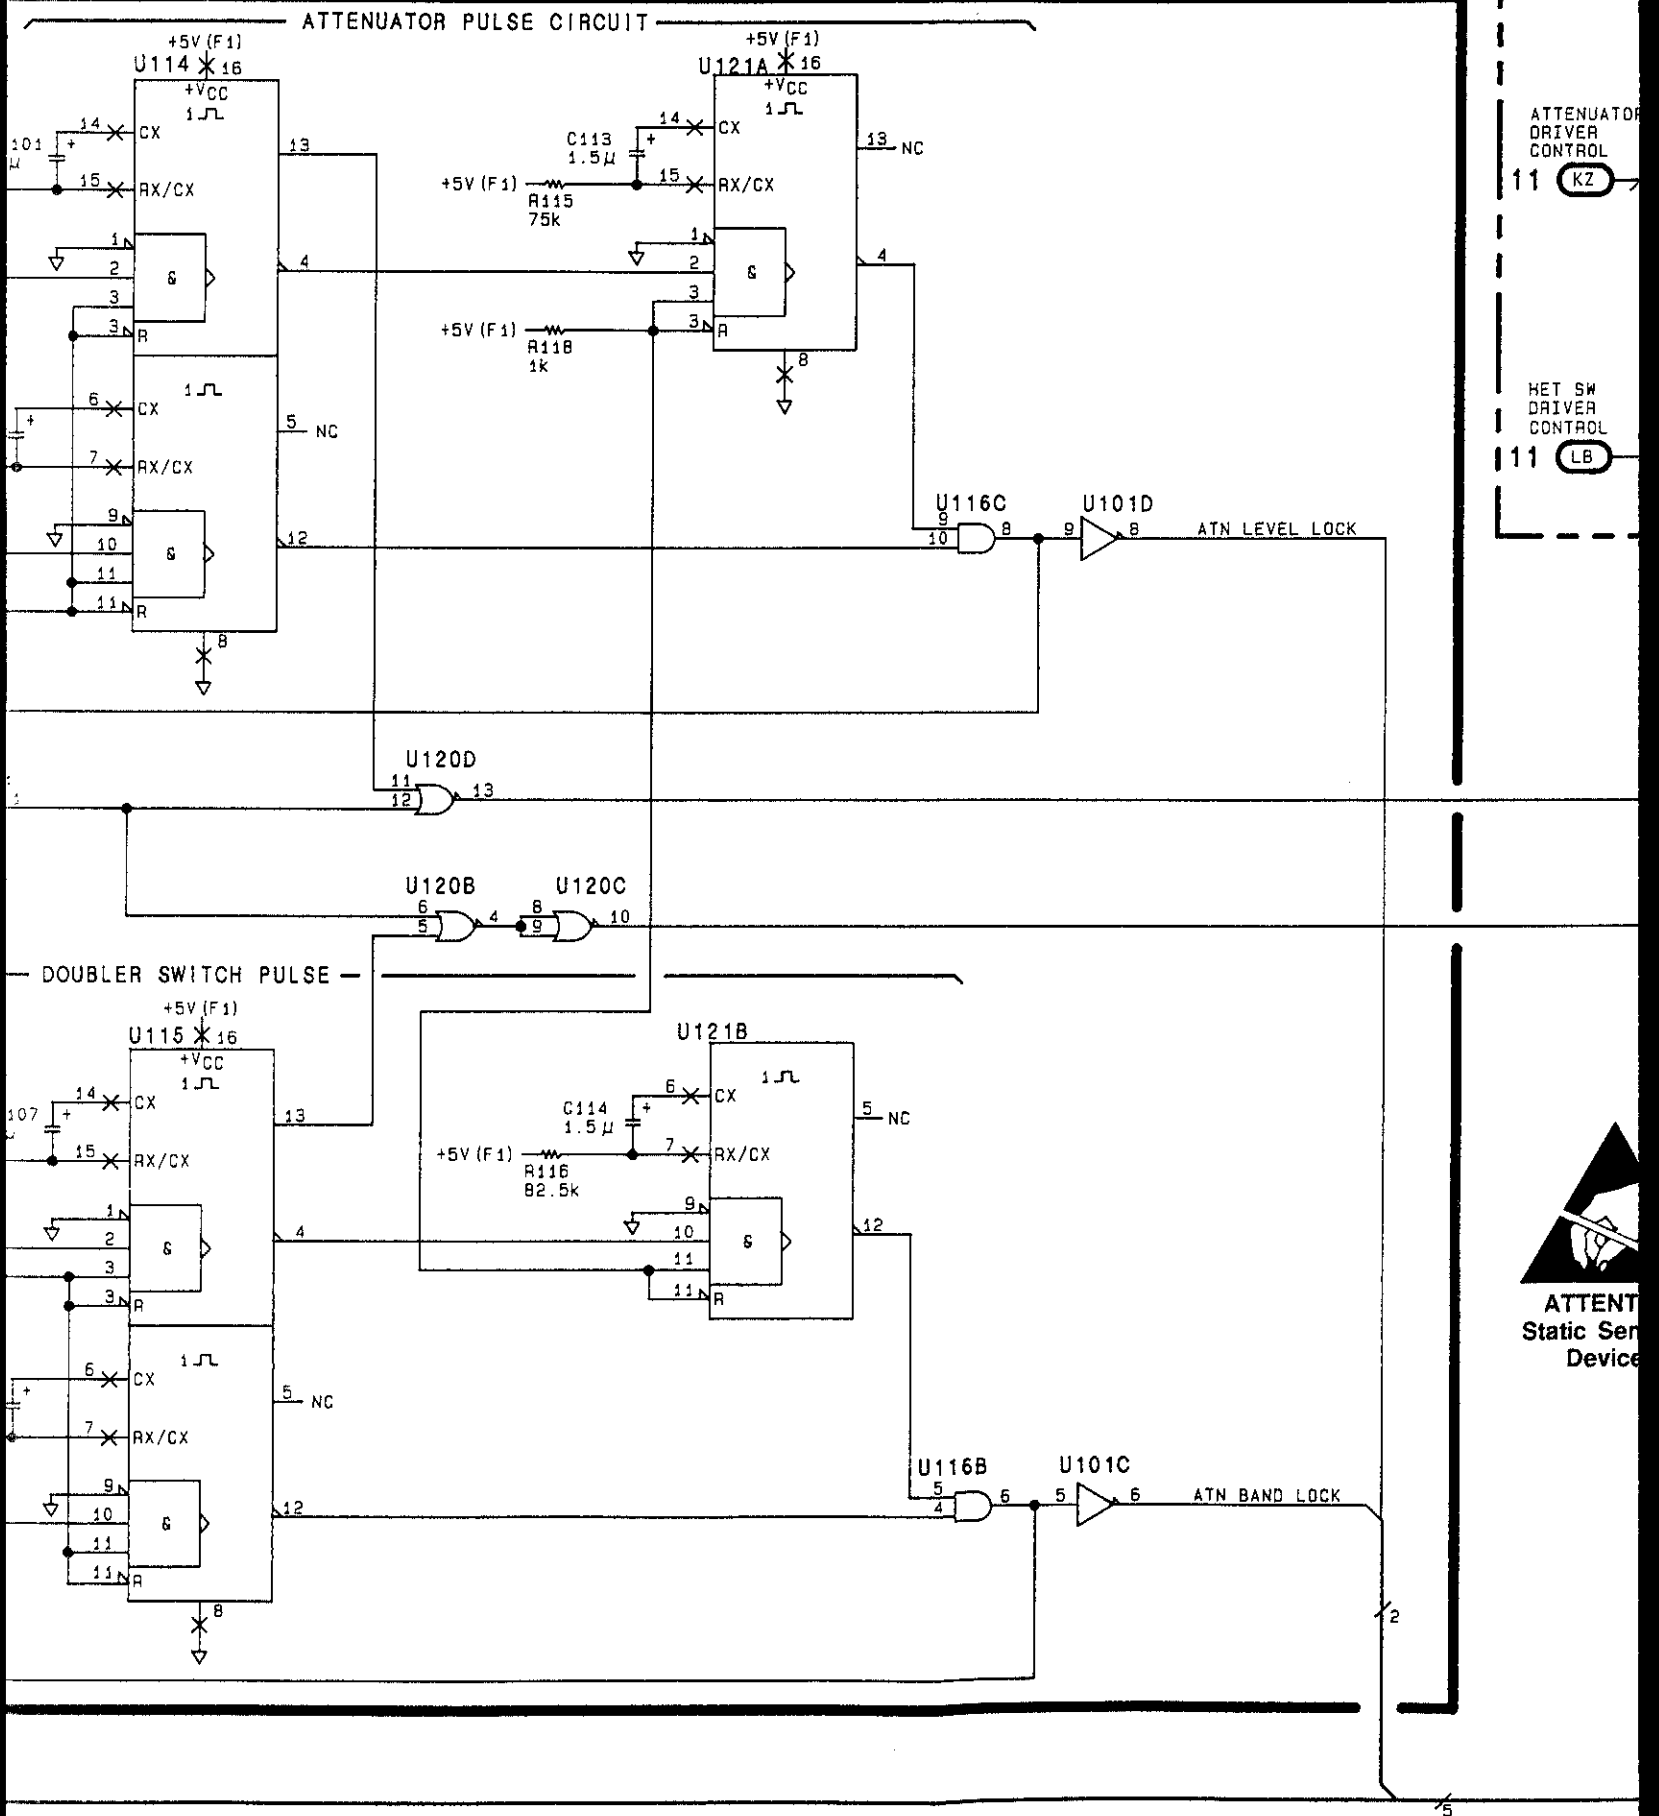 ATTENUATOR PULSE CIRCUIT
+5V(F1)
U114
16
+VCC
1
14
CX
101
+
µ
15
RX/CX
13
1
2
&
3
3
R
4
6
CX
+
1
5
NC
7
RX/CX
9
10
&
11
11
R
12
8
+5V(F1)
U121A
16
+VCC
1
C113
1.5µ
+
14
CX
13
NC
+5V(F1)
15
RX/CX
R115
75k
1
2
&
3
4
+5V(F1)
3
R
R118
1k
8
U116C
9
10
8
U101D
9
8
ATN LEVEL LOCK
ATTENUATOR
DRIVER
CONTROL
11
KZ
HET SW
DRIVER
CONTROL
11
LB
U120D
11
12
13
U120B
6
5
4
U120C
8
9
10
DOUBLER SWITCH PULSE
+5V(F1)
U115
16
+VCC
1
14
CX
107
+
µ
13
15
RX/CX
1
2
&
3
3
R
4
1
6
CX
+
5
NC
7
RX/CX
9
10
&
11
11
R
12
8
U121B
1
C114
1.5µ
+
6
CX
5
NC
+5V(F1)
7
RX/CX
R116
82.5k
9
10
&
11
11
R
12
U116B
5
4
6
U101C
5
6
ATN BAND LOCK
2
5
ATTENT
Static Sen
Device